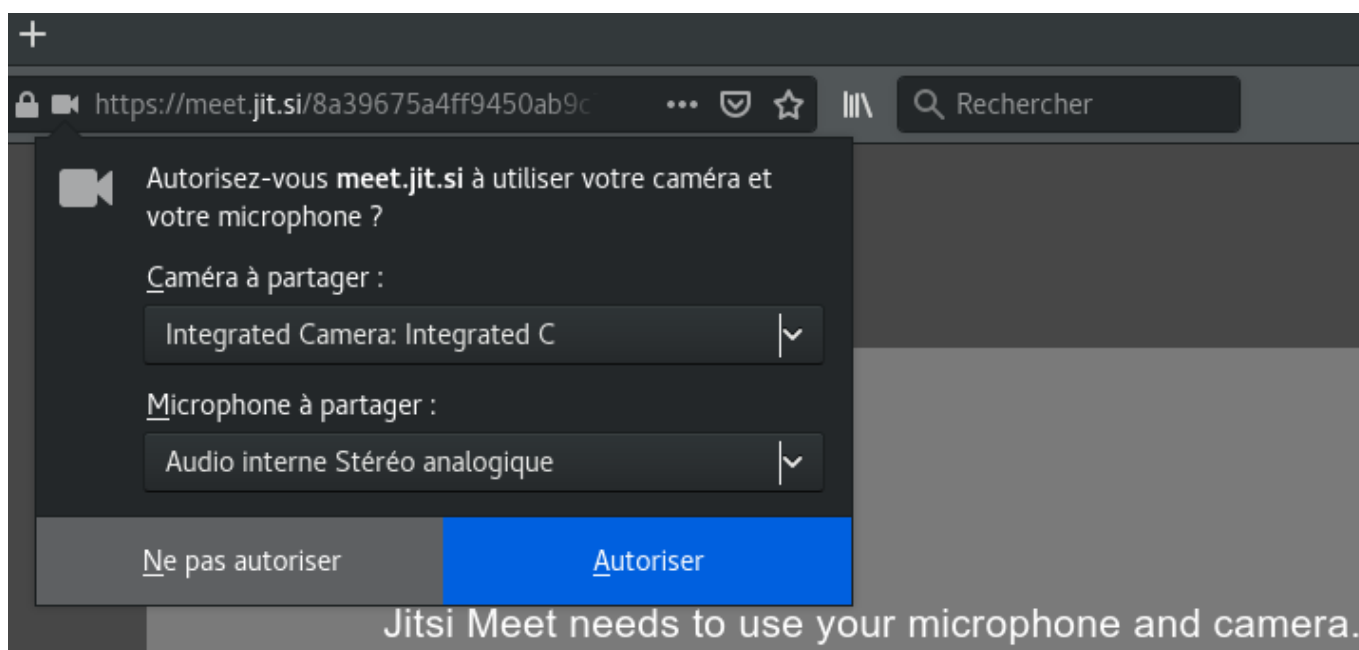 https://meet.jit.si/8a39675a4ff9450ab9c
Rechercher
Autorisez-vous meet.jit.si à utiliser votre caméra et
votre microphone ?
Caméra à partager :
Integrated Camera: Integrated C
Microphone à partager :
Audio interne Stéréo analogique
Ne pas autoriser
Autoriser
Jitsi Meet needs to use your microphone and camera.